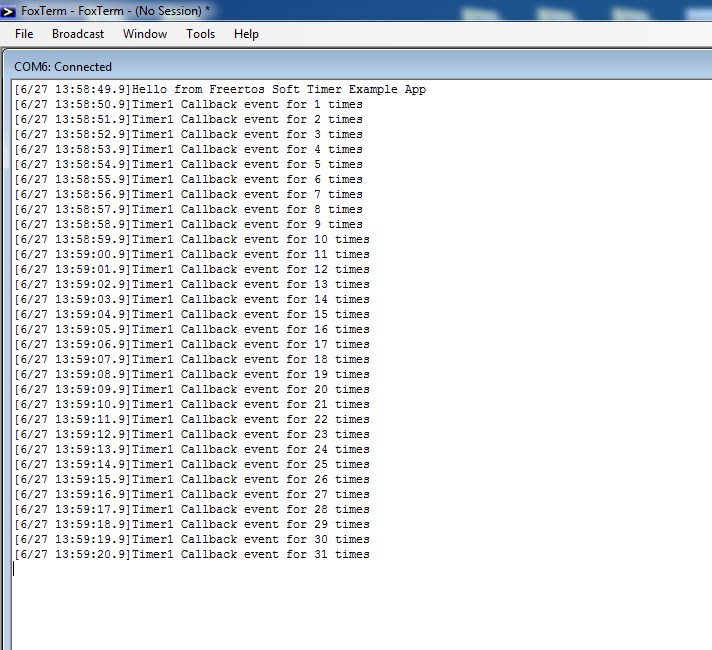 FoxTerm - FoxTerm - (No Session) *
File Broadcast Window Tools Help
COM6: Connected
[6/27 13:58:49.9]Hello from Freertos Soft Timer Example App
[6/27 13:58:50.9]Timer1 Callback event for 1 times
[6/27 13:58:51.9]Timer1 Callback event for 2 times
[6/27 13:58:52.9]Timer1 Callback event for 3 times
[6/27 13:58:53.9]Timer1 Callback event for 4 times
[6/27 13:58:54.9]Timer1 Callback event for 5 times
[6/27 13:58:55.9]Timer1 Callback event for 6 times
[6/27 13:58:56.9]Timer1 Callback event for 7 times
[6/27 13:58:57.9]Timer1 Callback event for 8 times
[6/27 13:58:58.9]Timer1 Callback event for 9 times
[6/27 13:58:59.9]Timer1 Callback event for 10 times
[6/27 13:59:00.9]Timer1 Callback event for 11 times
[6/27 13:59:01.9]Timer1 Callback event for 12 times
[6/27 13:59:02.9]Timer1 Callback event for 13 times
[6/27 13:59:03.9]Timer1 Callback event for 14 times
[6/27 13:59:04.9]Timer1 Callback event for 15 times
[6/27 13:59:05.9]Timer1 Callback event for 16 times
[6/27 13:59:06.9]Timer1 Callback event for 17 times
[6/27 13:59:07.9]Timer1 Callback event for 18 times
[6/27 13:59:08.9]Timer1 Callback event for 19 times
[6/27 13:59:09.9]Timer1 Callback event for 20 times
[6/27 13:59:10.9]Timer1 Callback event for 21 times
[6/27 13:59:11.9]Timer1 Callback event for 22 times
[6/27 13:59:12.9]Timer1 Callback event for 23 times
[6/27 13:59:13.9]Timer1 Callback event for 24 times
[6/27 13:59:14.9]Timer1 Callback event for 25 times
[6/27 13:59:15.9]Timer1 Callback event for 26 times
[6/27 13:59:16.9]Timer1 Callback event for 27 times
[6/27 13:59:17.9]Timer1 Callback event for 28 times
[6/27 13:59:18.9]Timer1 Callback event for 29 times
[6/27 13:59:19.9]Timer1 Callback event for 30 times
[6/27 13:59:20.9]Timer1 Callback event for 31 times